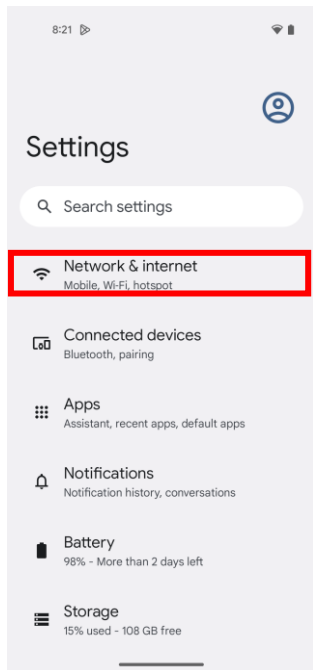 8:21
Settings
Search settings
Network & internet
Mobile, Wi-Fi, hotspot
Connected devices
Bluetooth, pairing
Apps
Assistant, recent apps, default apps
Notifications
Notification history, conversations
Battery
98% - More than 2 days left
Storage
15% used - 108 GB free